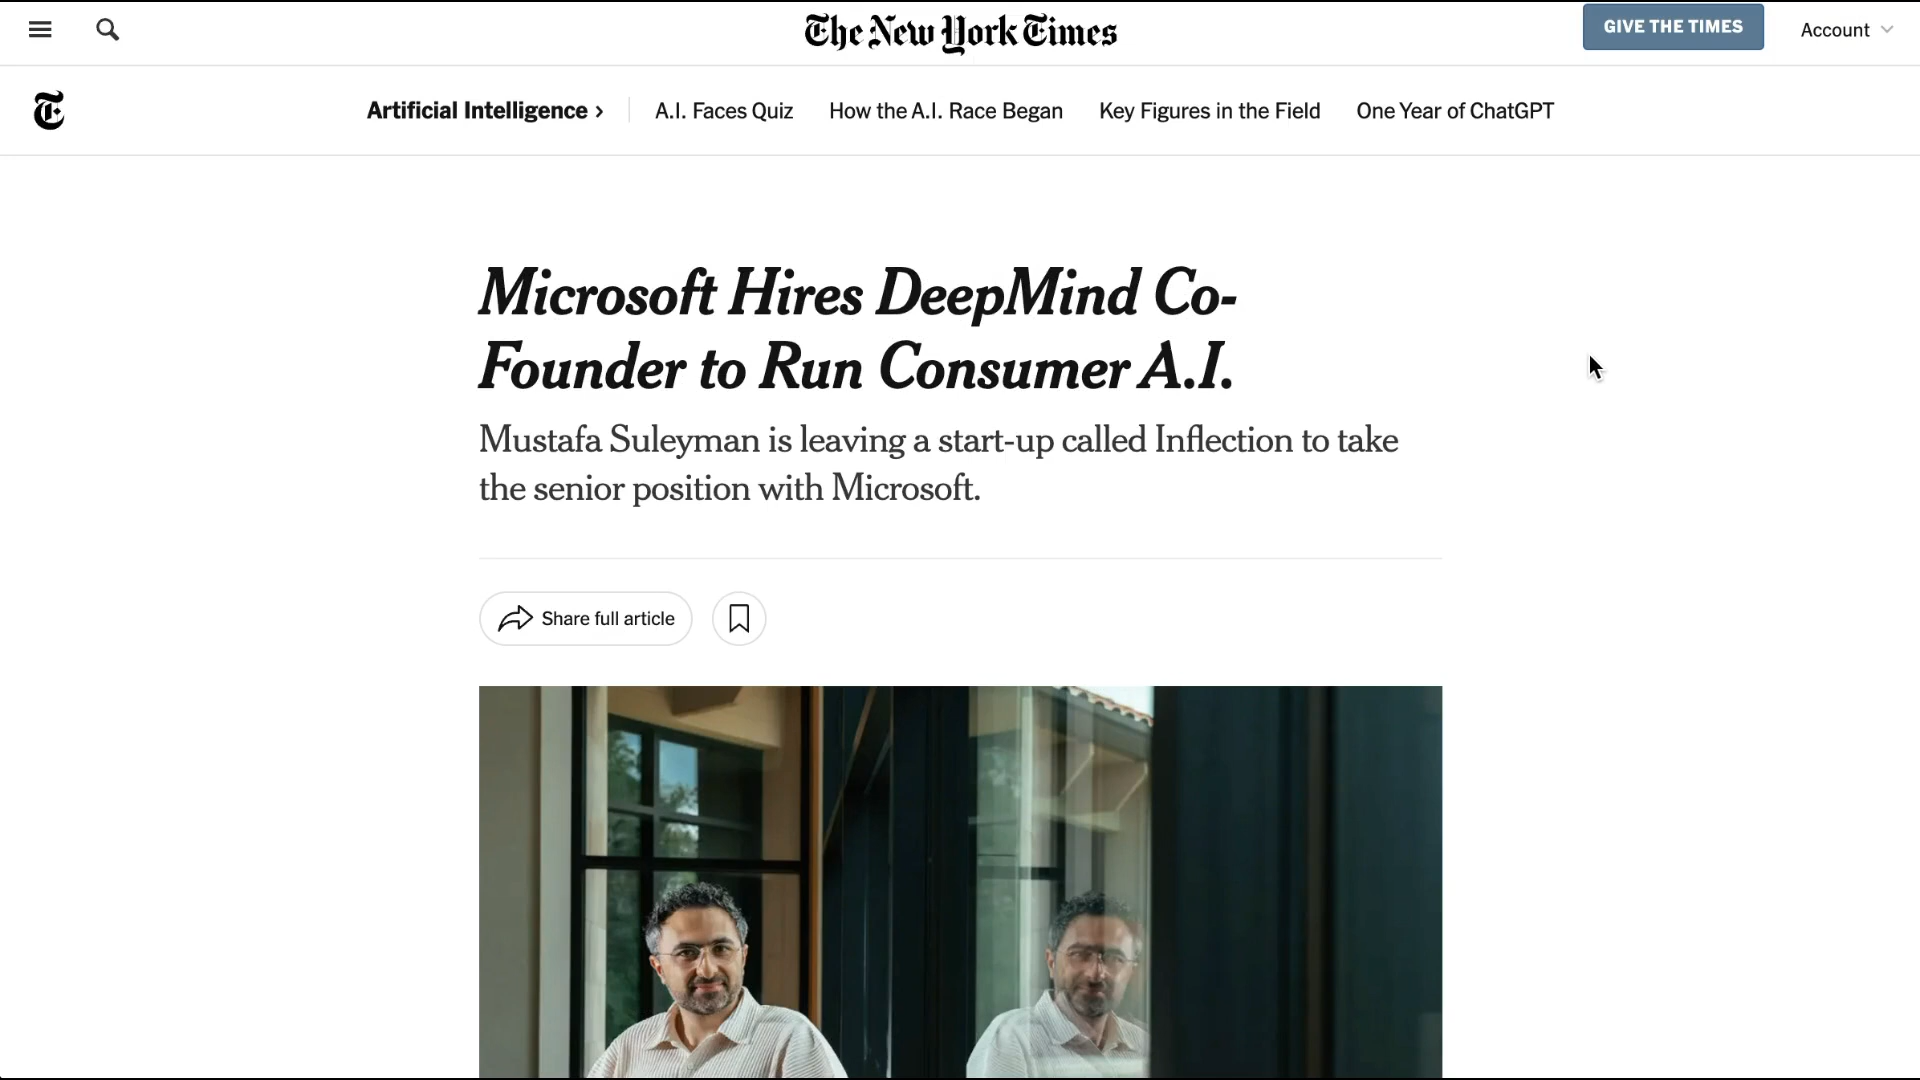 The New York Times
GIVE THE TIMES
Account
T
Artificial Intelligence >
A.I. Faces Quiz
How the A.I. Race Began
Key Figures in the Field
One Year of ChatGPT
Microsoft Hires DeepMind Co-
Founder to Run Consumer A.I.
Mustafa Suleyman is leaving a start-up called Inflection to take
the senior position with Microsoft.
Share full article